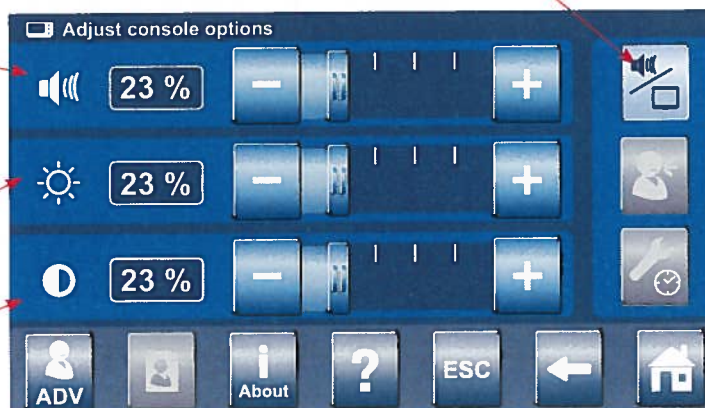 Adjust console options
23 %
23 %
23 %
ADV
i
About
?
ESC